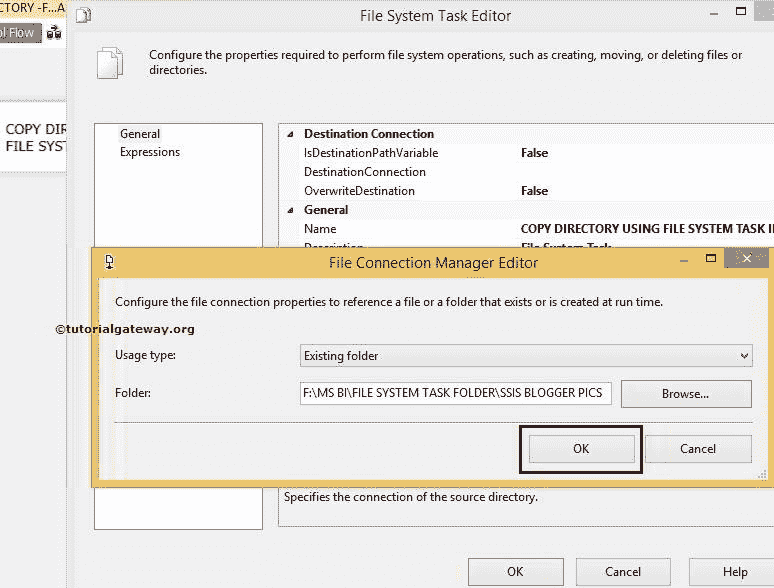 CTORY -F...A
File System Task Editor
ol Flow
Configure the properties required to perform file system operations, such as creating, moving, or deleting files or
directories.
COPY DIR
FILE SYST
General
Expressions
Destination Connection
IsDestinationPathVariable False
DestinationConnection
OverwriteDestination False
General
Name COPY DIRECTORY USING FILE SYSTEM TASK I
Description File System Task
File Connection Manager Editor
Configure the file connection properties to reference a file or a folder that exists or is created at run time.
©tutorialgateway.org
Usage type: Existing folder
Folder: F:\MS BI\FILE SYSTEM TASK FOLDER\SSIS BLOGGER PICS Browse...
OK Cancel
Specifies the connection of the source directory.
OK Cancel Help